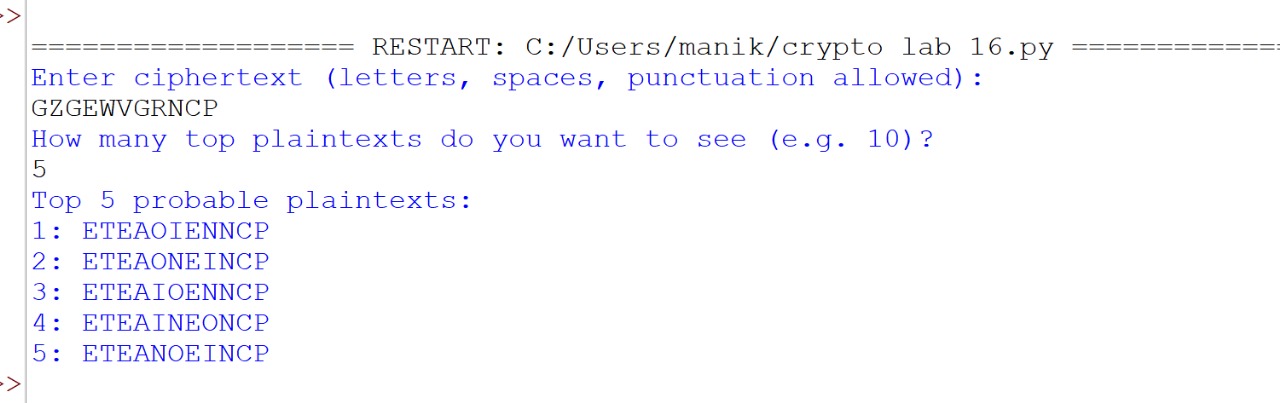 >>
==================== RESTART: C:/Users/manik/crypto lab 16.py =============
Enter ciphertext (letters, spaces, punctuation allowed):
GZGEWVGRNCP
How many top plaintexts do you want to see (e.g. 10)?
5
Top 5 probable plaintexts:
1: ETEAOIENNCP
2: ETEAONEINCP
3: ETEAIOENNCP
4: ETEAINEONCP
5: ETEANOEINCP
>>